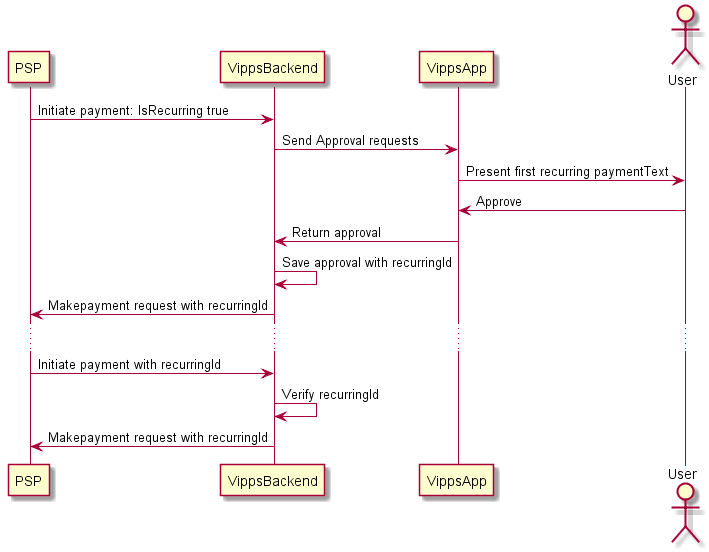 User
PSP
VippsBackend
VippsApp
Initiate payment: IsRecurring true
Send Approval requests
Present first recurring paymentText
Approve
Return approval
Save approval with recurringId
Makepayment request with recurringId
Initiate payment with recurringId
Verify recurringId
Makepayment request with recurringId
PSP
VippsBackend
VippsApp
User